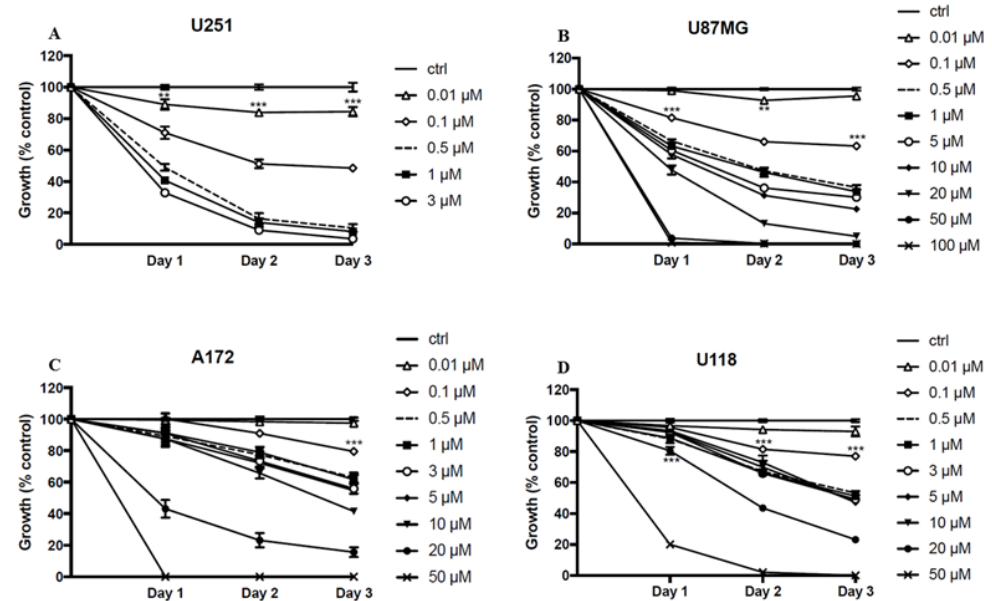 A
U251
Growth (% control)
120
100
80
60
40
20
0
**
***
***
Day 1
Day 2
Day 3
ctrl
0.01 µM
0.1 µM
0.5 µM
1 µM
3 µM
B
U87MG
Growth (% control)
120
100
80
60
40
20
0
***
**
***
Day 1
Day 2
Day 3
ctrl
0.01 µM
0.1 µM
0.5 µM
1 µM
5 µM
10 µM
20 µM
50 µM
100 µM
C
A172
Growth (% control)
120
100
80
60
40
20
0
***
Day 1
Day 2
Day 3
ctrl
0.01 µM
0.1 µM
0.5 µM
1 µM
3 µM
5 µM
10 µM
20 µM
50 µM
D
U118
Growth (% control)
120
100
80
60
40
20
0
***
***
***
Day 1
Day 2
Day 3
ctrl
0.01 µM
0.1 µM
0.5 µM
1 µM
3 µM
5 µM
10 µM
20 µM
50 µM